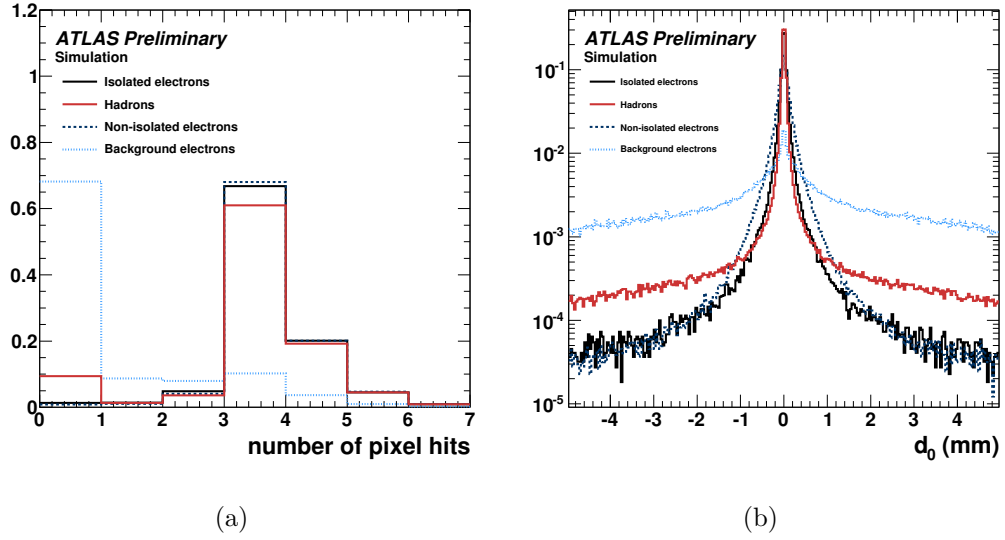 ATLAS Preliminary
Simulation
Isolated electrons
Hadrons
Non-isolated electrons
Background electrons
1.2
1
0.8
0.6
0.4
0.2
0
0 1 2 3 4 5 6 7
number of pixel hits
(a)
ATLAS Preliminary
Simulation
Isolated electrons
Hadrons
Non-isolated electrons
Background electrons
10⁻¹
10⁻²
10⁻³
10⁻⁴
10⁻⁵
-4 -3 -2 -1 0 1 2 3 4
d₀ (mm)
(b)